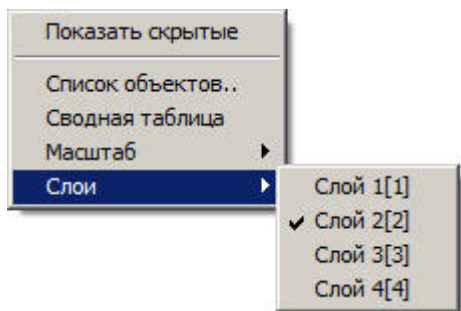 Показать скрытые
Список объектов..
Сводная таблица
Масштаб
Слои
Слой 1[1]
Слой 2[2]
Слой 3[3]
Слой 4[4]